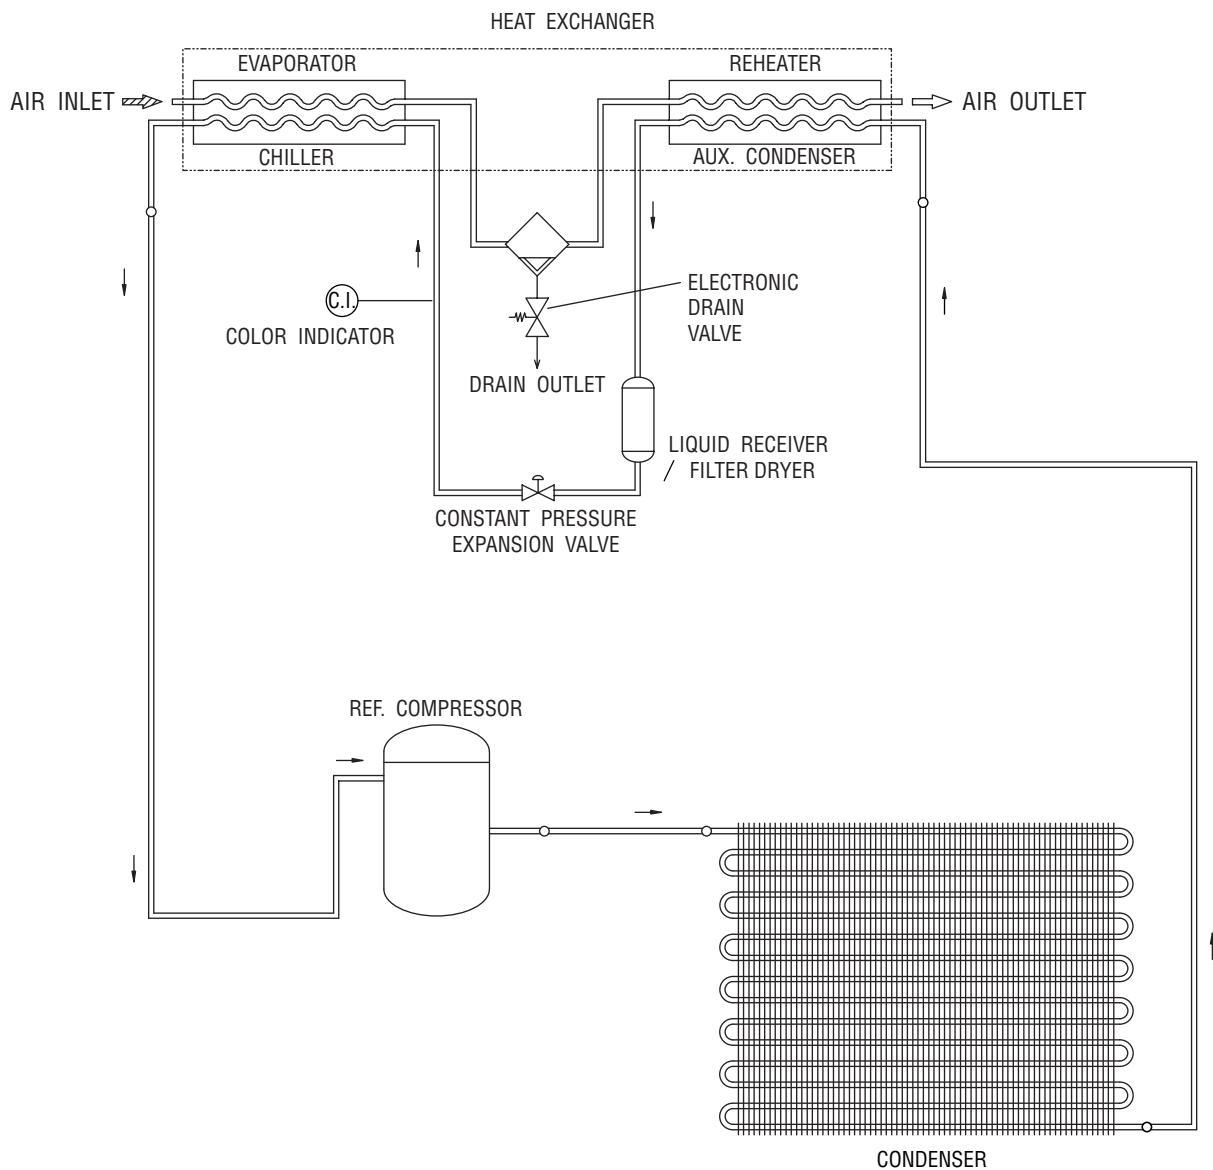 HEAT EXCHANGER
EVAPORATOR
REHEATER
AIR INLET
AIR OUTLET
CHILLER
AUX. CONDENSER
C.I.
COLOR INDICATOR
ELECTRONIC
DRAIN
VALVE
DRAIN OUTLET
LIQUID RECEIVER
FILTER DRYER
CONSTANT PRESSURE
EXPANSION VALVE
REF. COMPRESSOR
CONDENSER